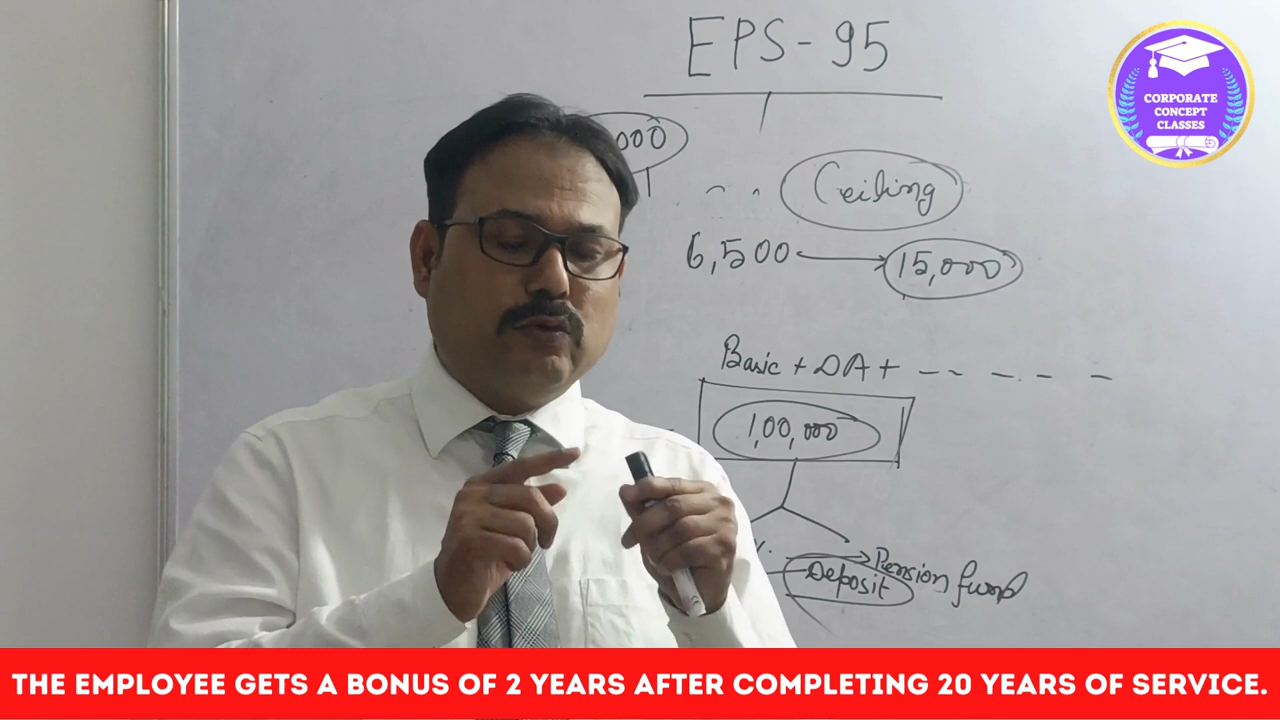 EPS-95
000
Ceiling
6,500 → 15,000
Basic + DA + -- -- - -
1,00,000
Pension fund
Deposit
CORPORATE
CONCEPT
CLASSES
THE EMPLOYEE GETS A BONUS OF 2 YEARS AFTER COMPLETING 20 YEARS OF SERVICE.